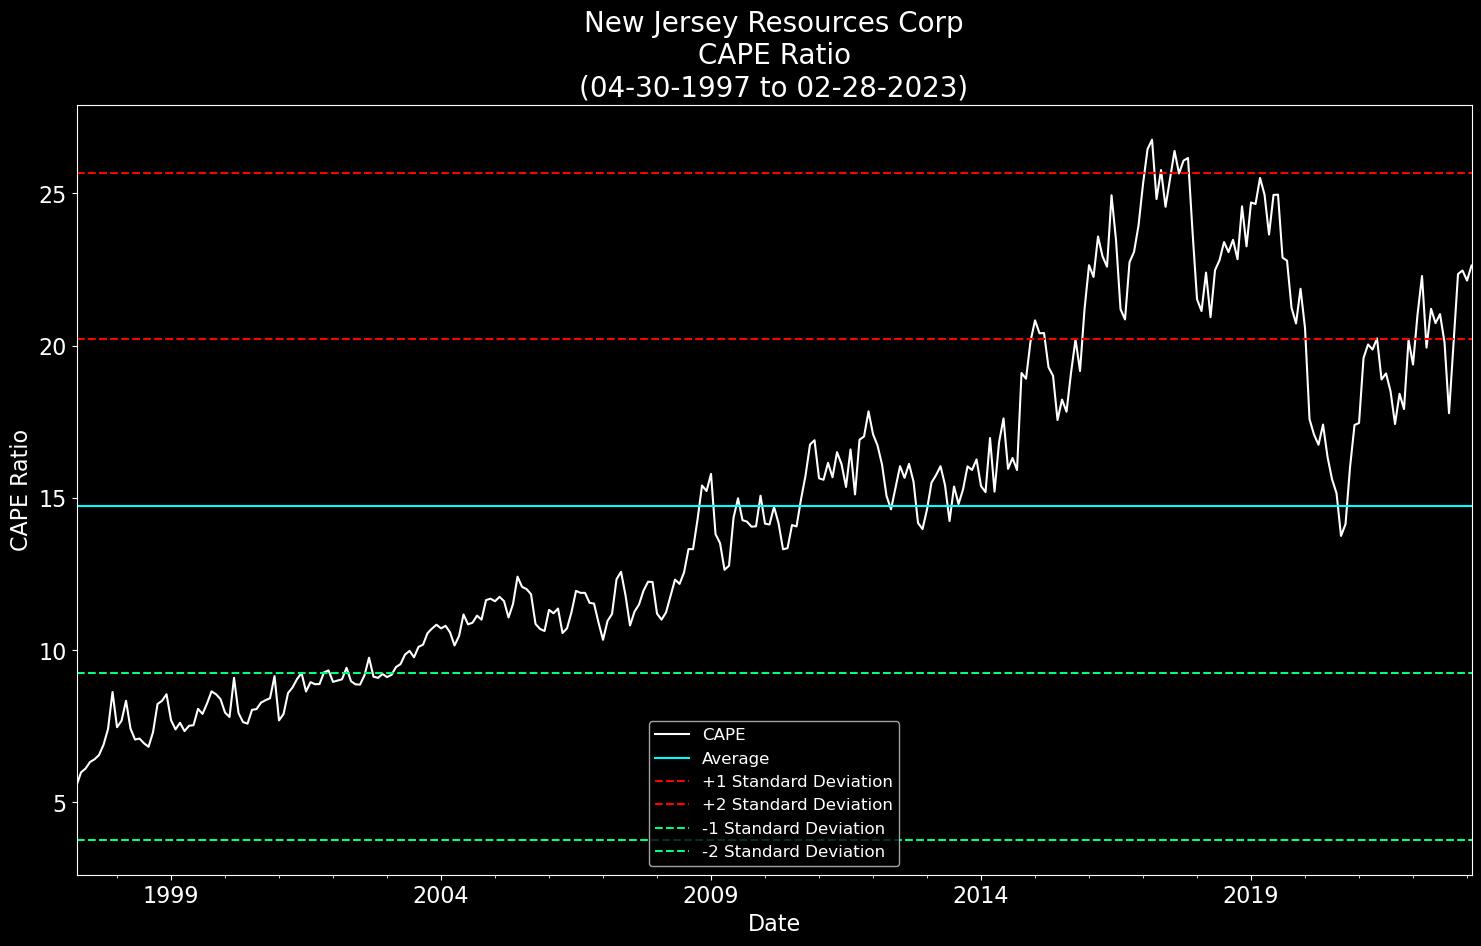 New Jersey Resources Corp
CAPE Ratio
(04-30-1997 to 02-28-2023)
CAPE Ratio
25
20
15
10
5
CAPE
Average
+1 Standard Deviation
+2 Standard Deviation
-1 Standard Deviation
-2 Standard Deviation
1999 2004 2009 2014 2019
Date